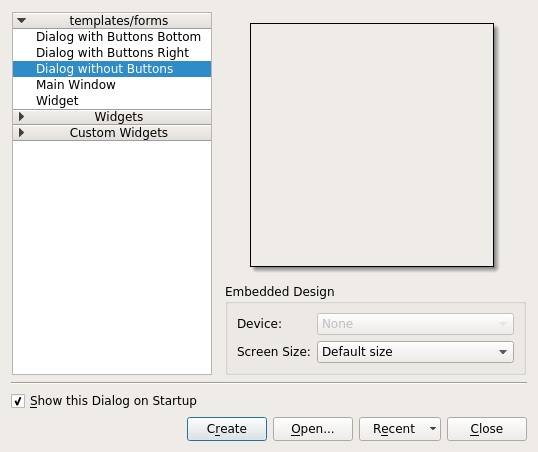 templates/forms
Dialog with Buttons Bottom
Dialog with Buttons Right
Dialog without Buttons
Main Window
Widget
Widgets
Custom Widgets
Embedded Design
Device: None
Screen Size: Default size
Show this Dialog on Startup
Create Open... Recent Close